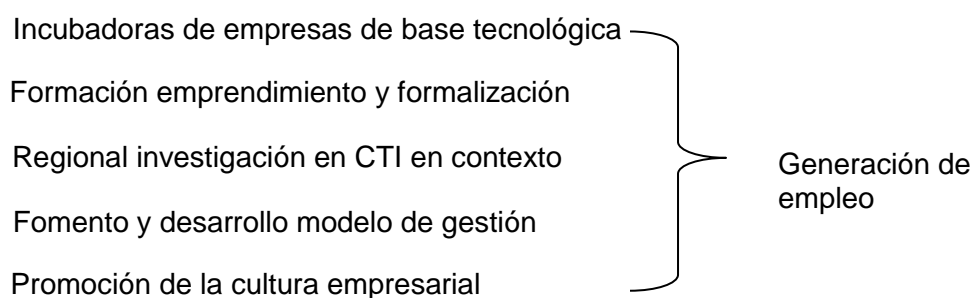 Incubadoras de empresas de base tecnológica
Formación emprendimiento y formalización
Regional investigación en CTI en contexto
Fomento y desarrollo modelo de gestión
Promoción de la cultura empresarial
Generación de
empleo